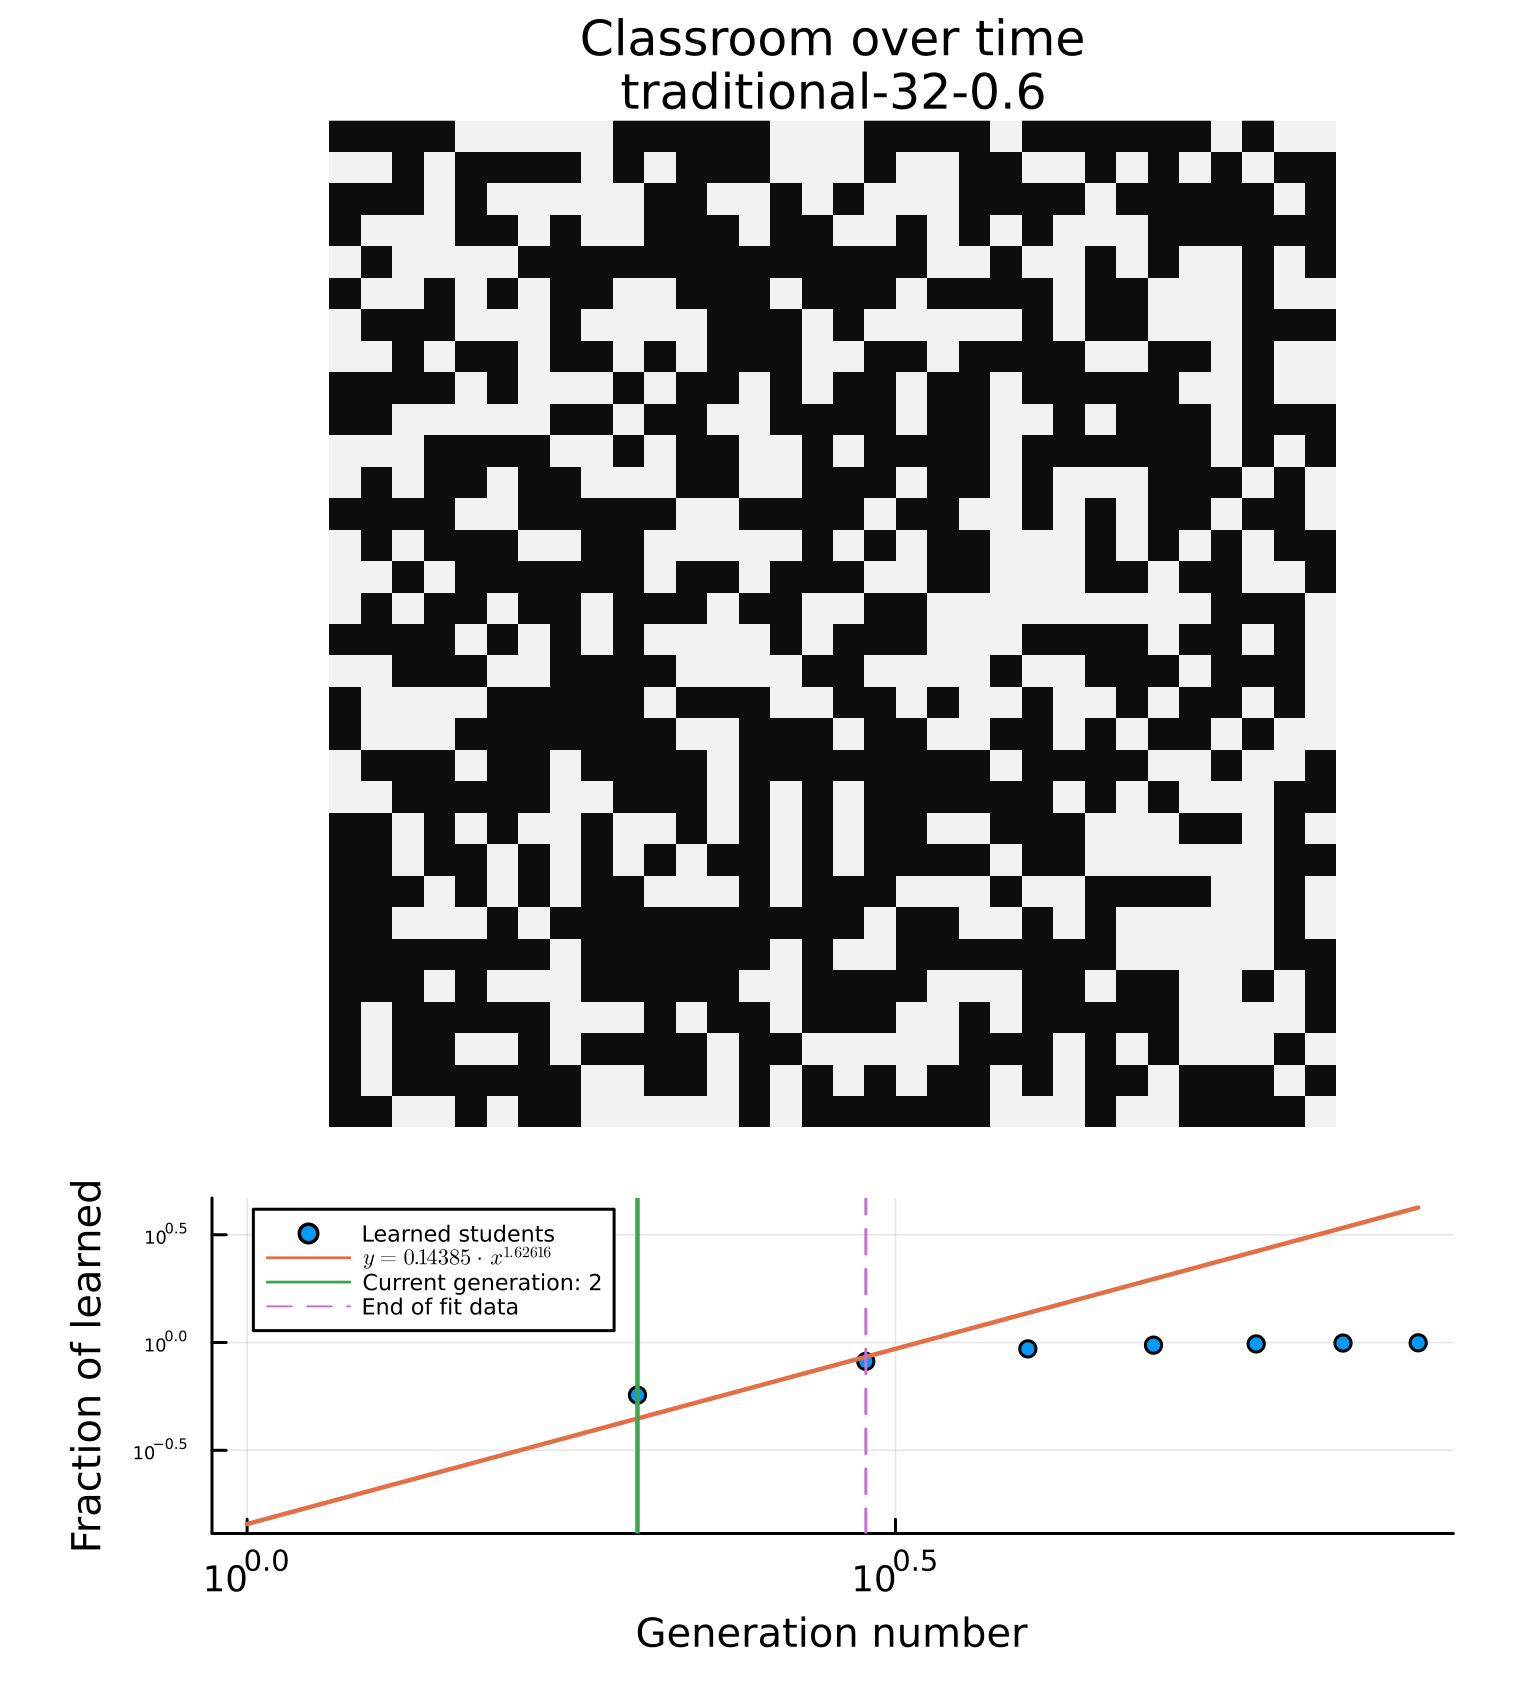 Classroom over time
traditional-32-0.6
Fraction of learned
10^0.5
10^0.0
10^−0.5
Learned students
y = 0.14385 · x^1.62616
Current generation: 2
End of fit data
10^0.0
10^0.5
Generation number